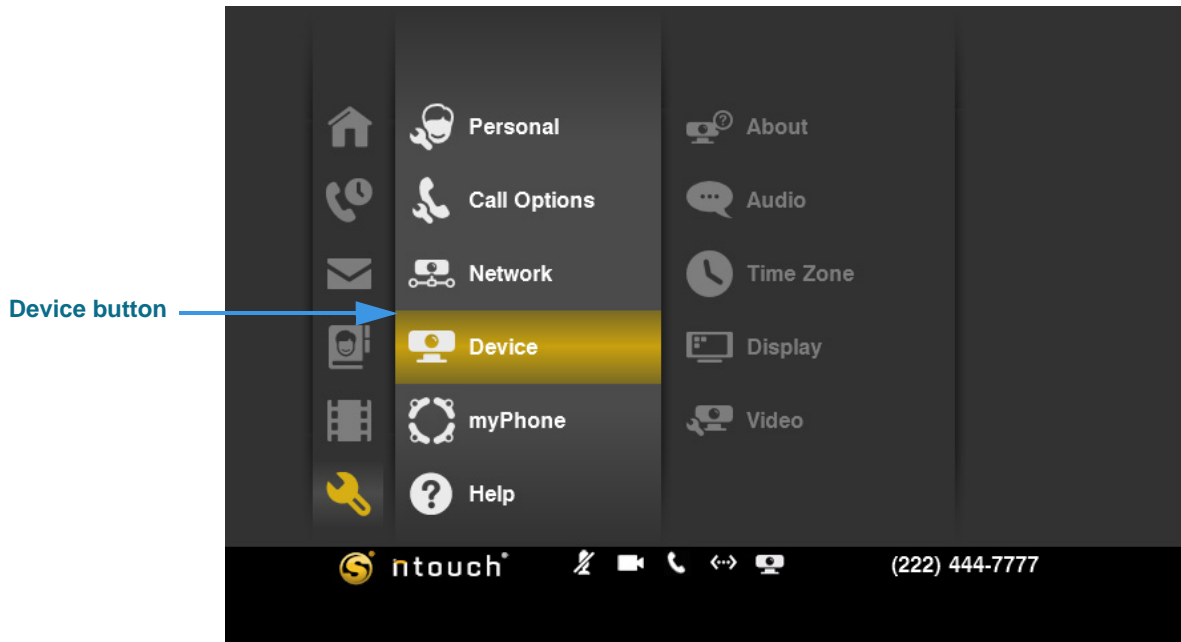 Personal
Call Options
Network
Device
myPhone
Help
About
Audio
Time Zone
Display
Video
Device button
ntouch
(222) 444-7777